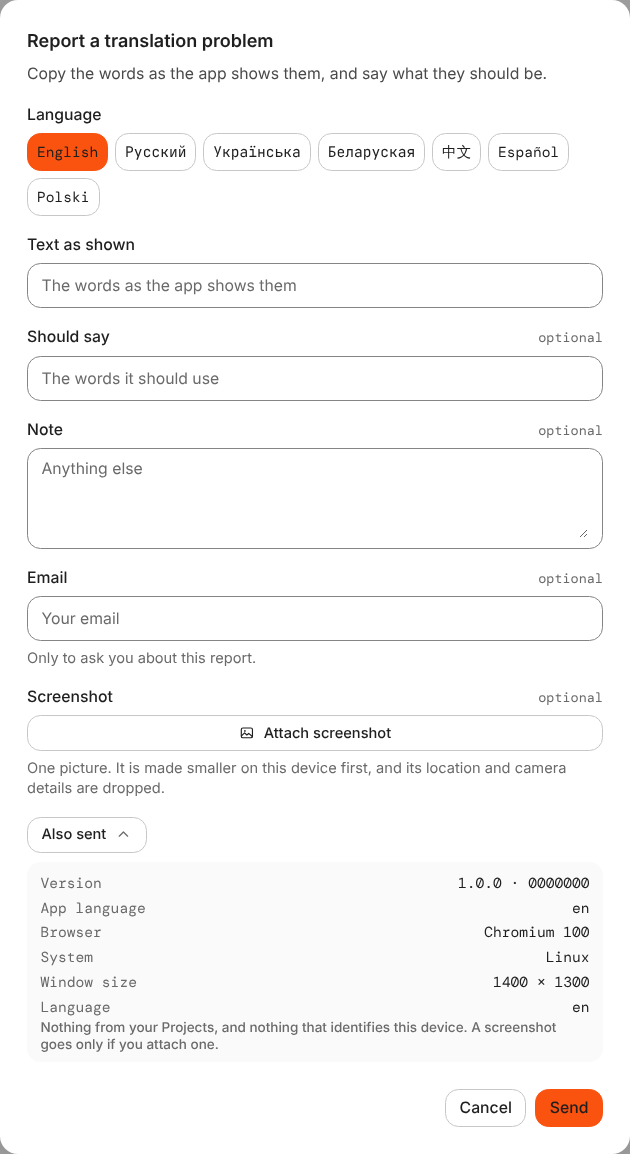 Report a translation problem
Copy the words as the app shows them, and say what they should be.
Language
English Русский Українська Беларуская 中文 Español
Polski
Text as shown
The words as the app shows them
Should say optional
The words it should use
Note optional
Anything else
Email optional
Your email
Only to ask you about this report.
Screenshot optional
Attach screenshot
One picture. It is made smaller on this device first, and its location and camera
details are dropped.
Also sent
Version 1.0.0 · 0000000
App language en
Browser Chromium 100
System Linux
Window size 1400 × 1300
Language en
Nothing from your Projects, and nothing that identifies this device. A screenshot
goes only if you attach one.
Cancel Send